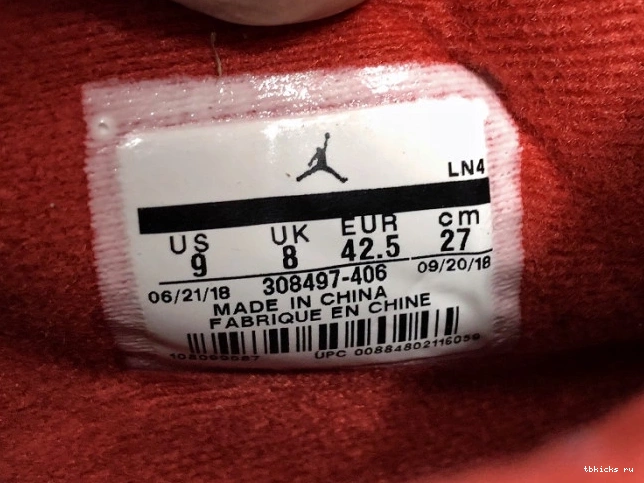 LN4
US UK EUR cm
9 8 42.5 27
06/21/18 308497-406 09/20/18
MADE IN CHINA
FABRIQUE EN CHINE
UPC 00884802116056
tbkicks ru